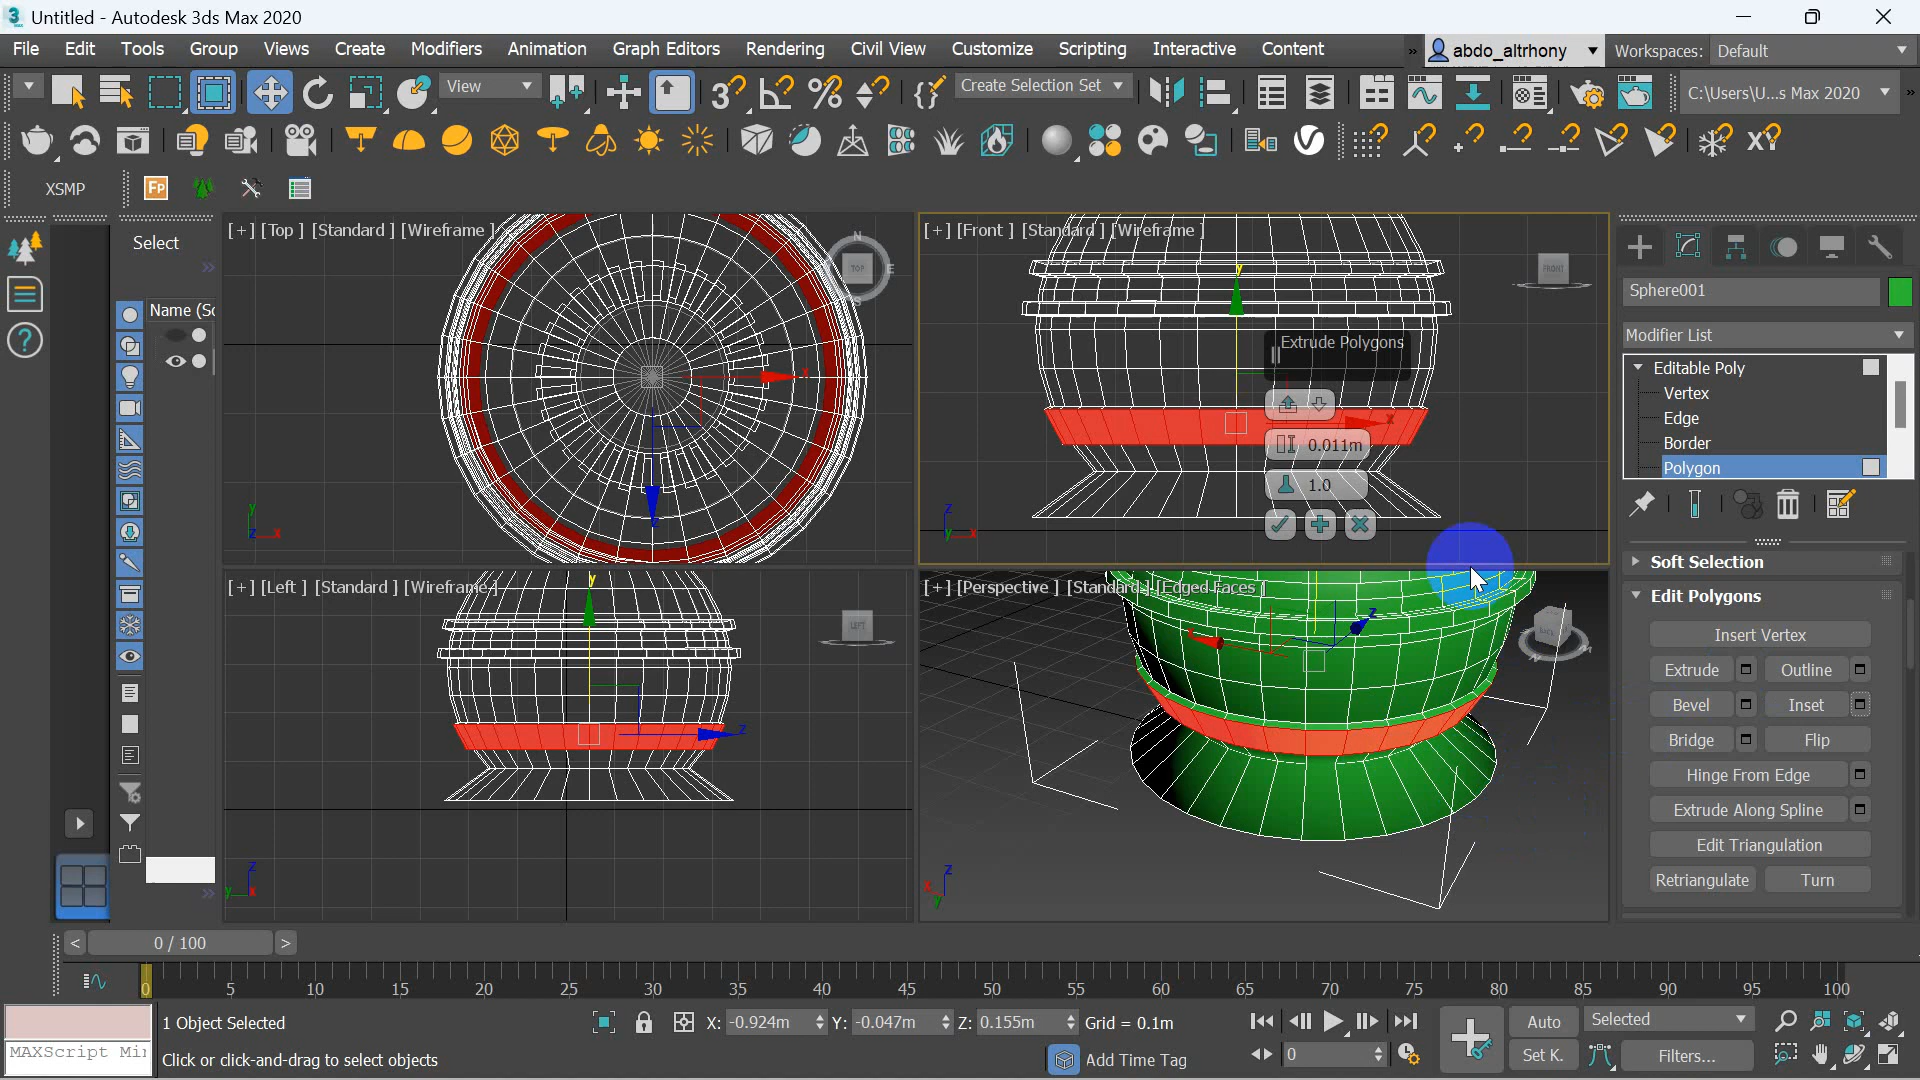 Untitled - Autodesk 3ds Max 2020
File Edit Tools Group Views Create Modifiers Animation Graph Editors Rendering Civil View Customize Scripting Interactive Content
abdo_altrhony Workspaces: Default
View Create Selection Set C:\Users\U...s Max 2020
XSMP
Select
Name (Sc
[+] [Top ] [Standard ] [Wireframe ]
[+] [Front ] [Standard ] [Wireframe ]
[+] [Left ] [Standard ] [Wireframe ]
[+] [Perspective ] [Standard ] [Edged Faces ]
TOP
FRONT
LEFT
Extrude Polygons
0.011m
1.0
Sphere001
Modifier List
Editable Poly
Vertex
Edge
Border
Polygon
Soft Selection
Edit Polygons
Insert Vertex
Extrude Outline
Bevel Inset
Bridge Flip
Hinge From Edge
Extrude Along Spline
Edit Triangulation
Retriangulate Turn
< 0 / 100 >
0 5 10 15 20 25 30 35 40 45 50 55 60 65 70 75 80 85 90 95 100
1 Object Selected
X: -0.924m Y: -0.047m Z: 0.155m Grid = 0.1m
Auto Selected
MAXScript Mi
Click or click-and-drag to select objects
Add Time Tag
0
Set K. Filters...